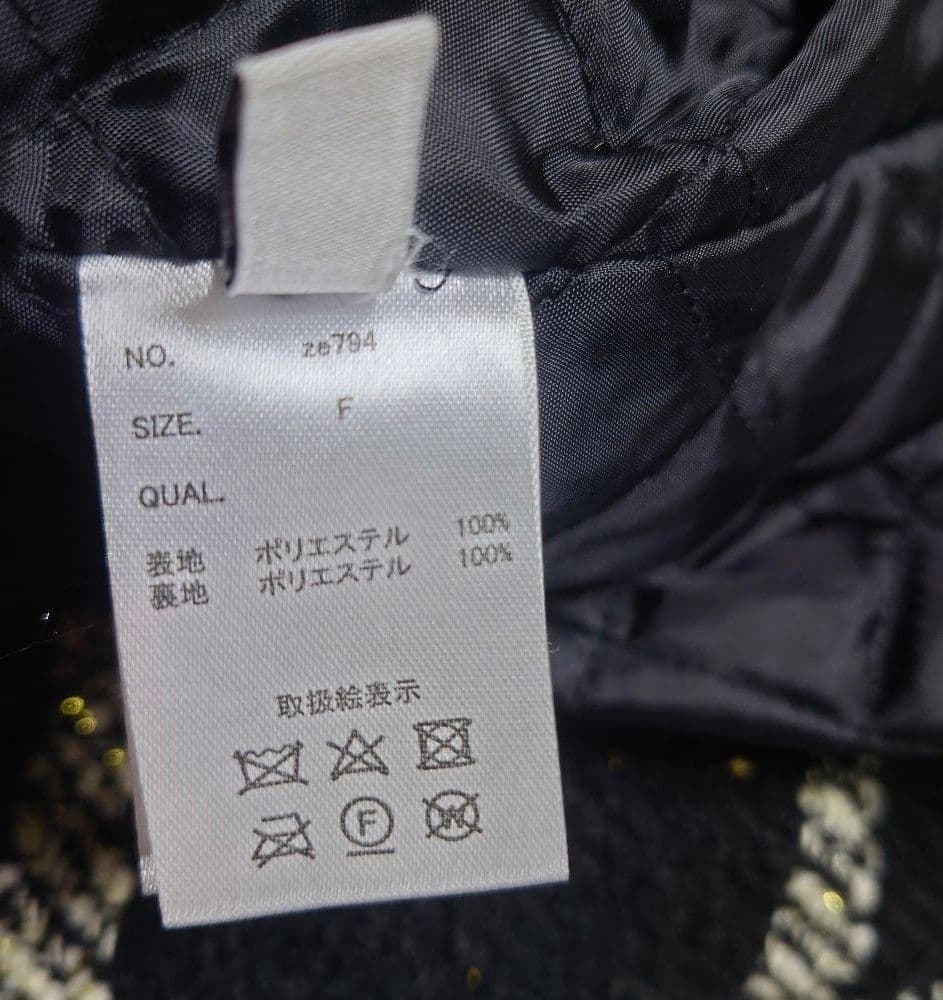 NO. ze794
SIZE. F
QUAL.
表地 ポリエステル 100%
裏地 ポリエステル 100%
取扱絵表示
F W